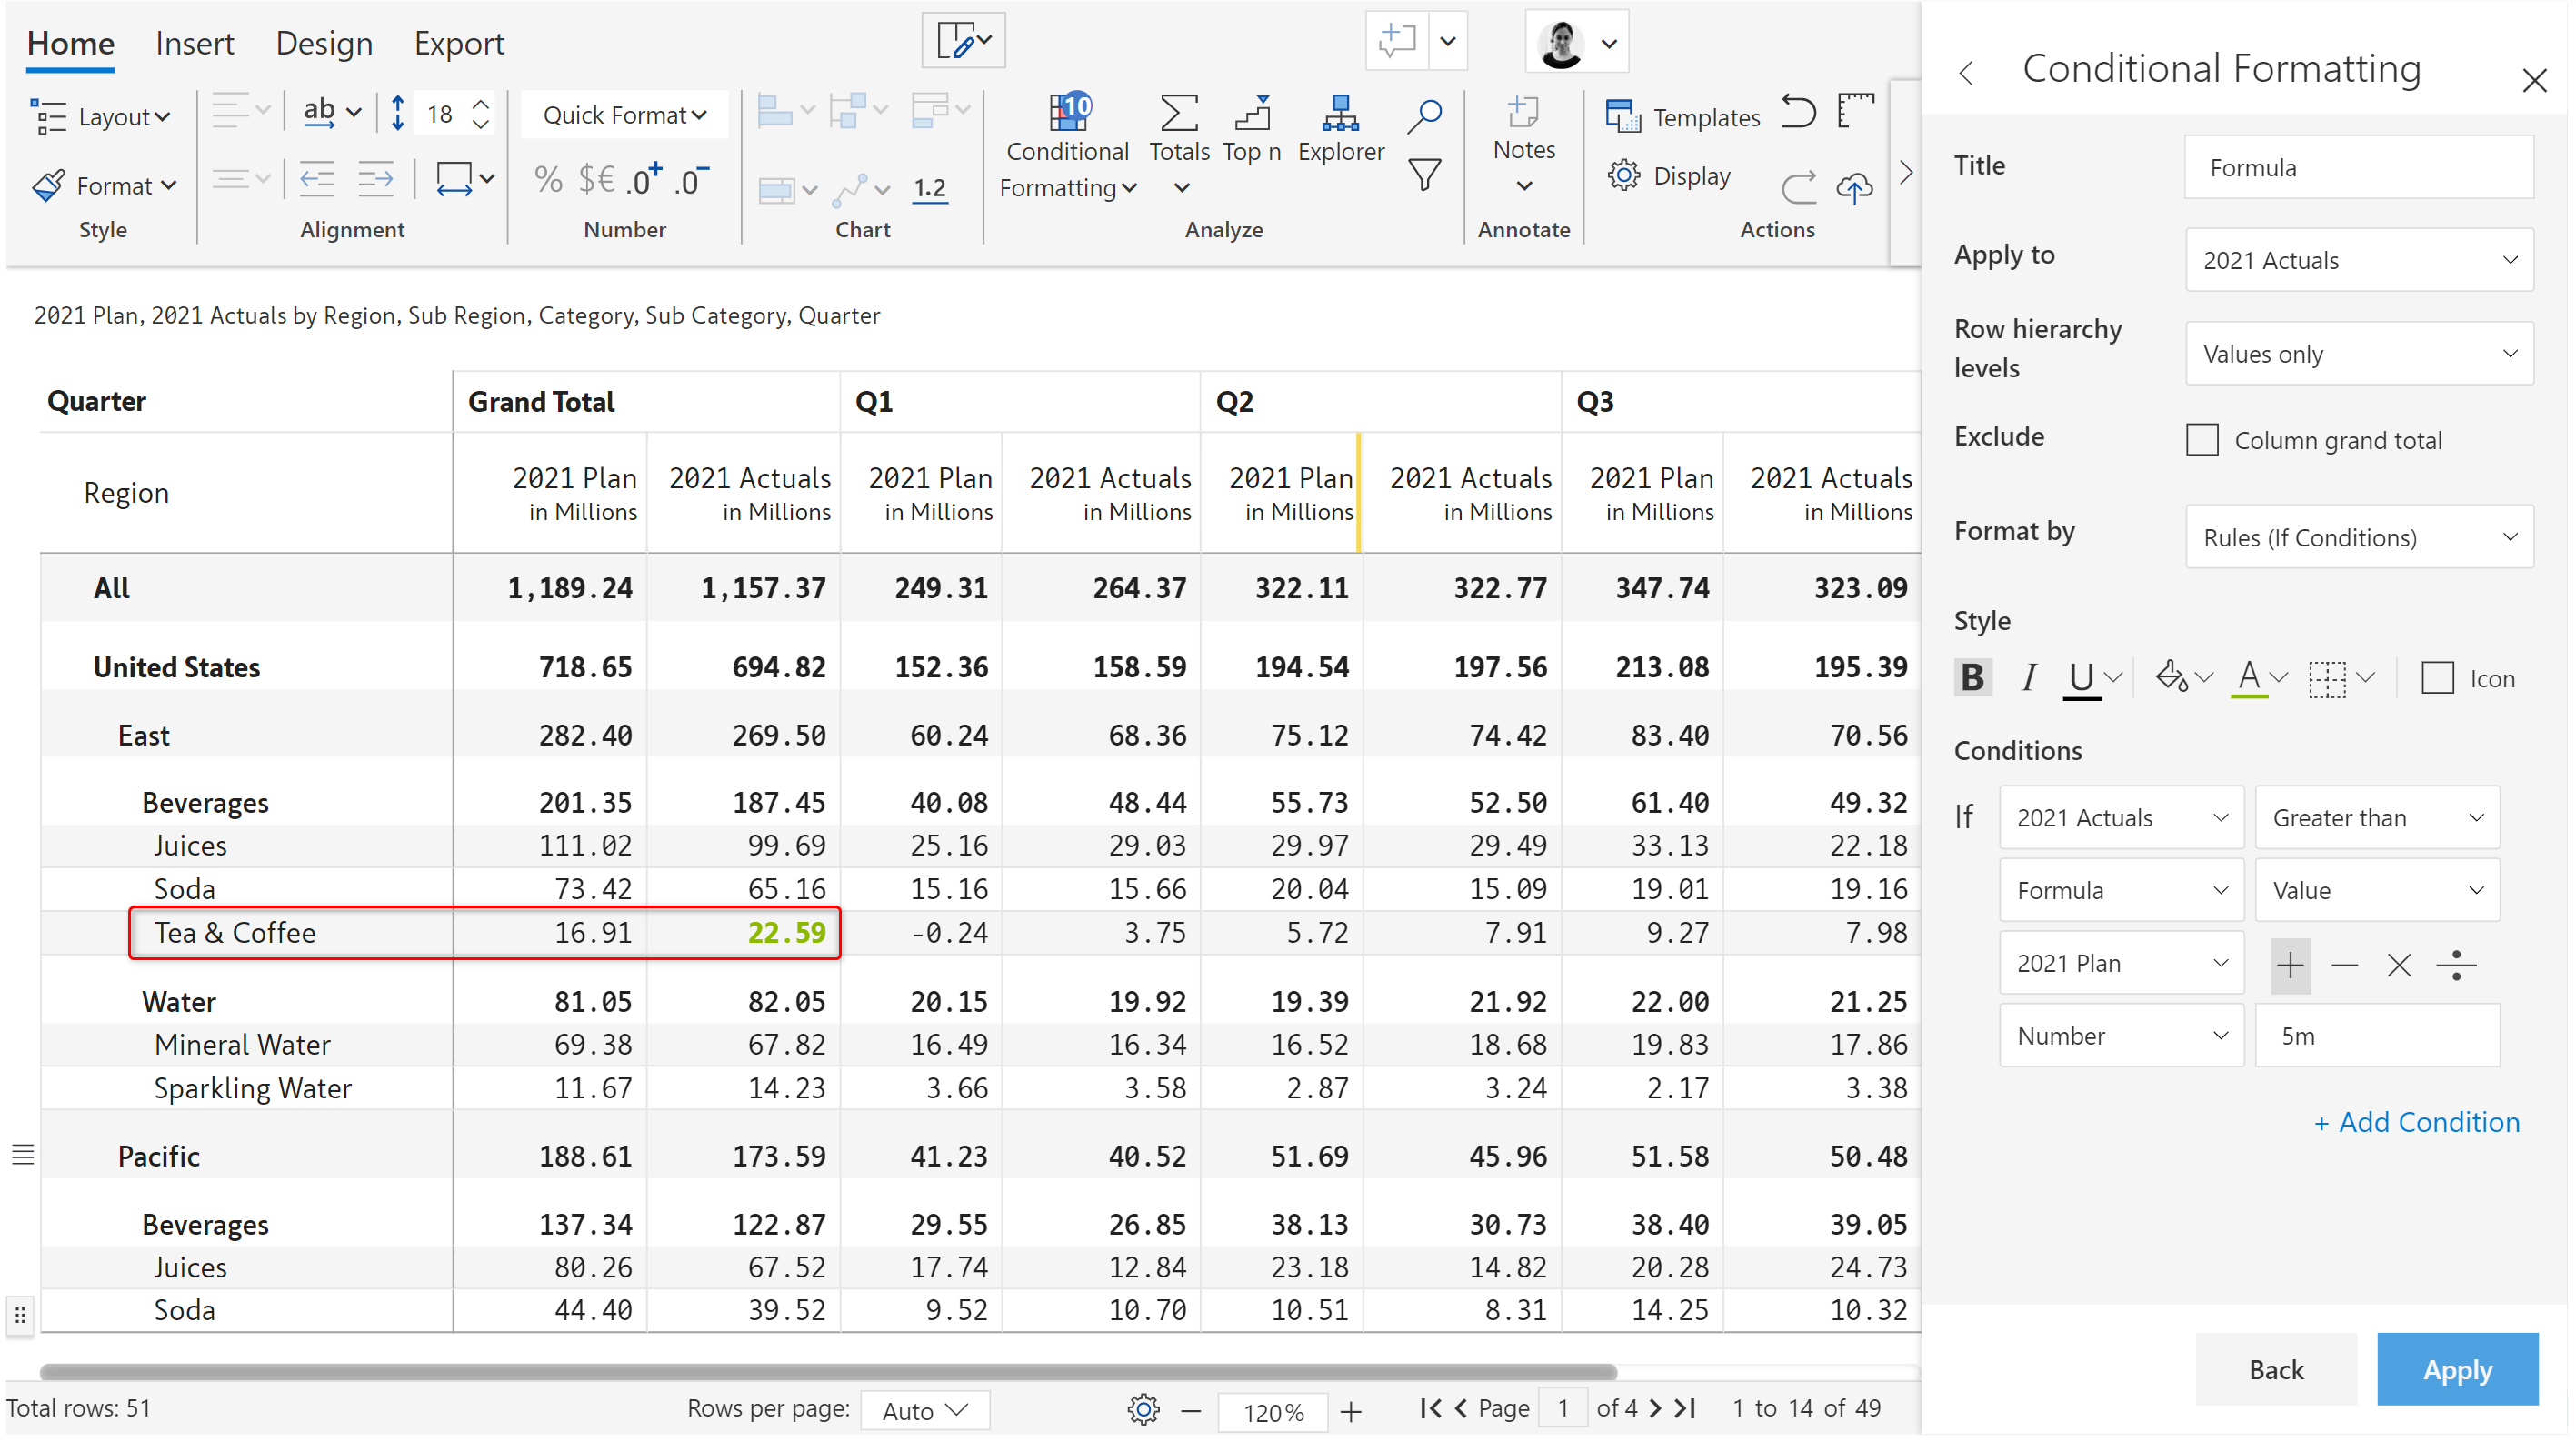 Home Insert Design Export
Layout ab 18 Quick Format 10 Conditional Formatting Totals Top n Explorer Notes Templates
Format % $€ .0+ .0- 1.2 Display
Style Alignment Number Chart Analyze Annotate Actions
2021 Plan, 2021 Actuals by Region, Sub Region, Category, Sub Category, Quarter
Quarter Grand Total Q1 Q2 Q3
Region 2021 Plan 2021 Actuals 2021 Plan 2021 Actuals 2021 Plan 2021 Actuals 2021 Plan 2021 Actuals
in Millions in Millions in Millions in Millions in Millions in Millions in Millions in Millions
All 1,189.24 1,157.37 249.31 264.37 322.11 322.77 347.74 323.09
United States 718.65 694.82 152.36 158.59 194.54 197.56 213.08 195.39
East 282.40 269.50 60.24 68.36 75.12 74.42 83.40 70.56
Beverages 201.35 187.45 40.08 48.44 55.73 52.50 61.40 49.32
Juices 111.02 99.69 25.16 29.03 29.97 29.49 33.13 22.18
Soda 73.42 65.16 15.16 15.66 20.04 15.09 19.01 19.16
Tea & Coffee 16.91 22.59 -0.24 3.75 5.72 7.91 9.27 7.98
Water 81.05 82.05 20.15 19.92 19.39 21.92 22.00 21.25
Mineral Water 69.38 67.82 16.49 16.34 16.52 18.68 19.83 17.86
Sparkling Water 11.67 14.23 3.66 3.58 2.87 3.24 2.17 3.38
Pacific 188.61 173.59 41.23 40.52 51.69 45.96 51.58 50.48
Beverages 137.34 122.87 29.55 26.85 38.13 30.73 38.40 39.05
Juices 80.26 67.52 17.74 12.84 23.18 14.82 20.28 24.73
Soda 44.40 39.52 9.52 10.70 10.51 8.31 14.25 10.32
Total rows: 51 Rows per page: Auto 120% Page 1 of 4 1 to 14 of 49
Conditional Formatting
Title Formula
Apply to 2021 Actuals
Row hierarchy levels Values only
Exclude Column grand total
Format by Rules (If Conditions)
Style
B I U A Icon
Conditions
If 2021 Actuals Greater than
Formula Value
2021 Plan + − × ÷
Number 5m
+ Add Condition
Back Apply